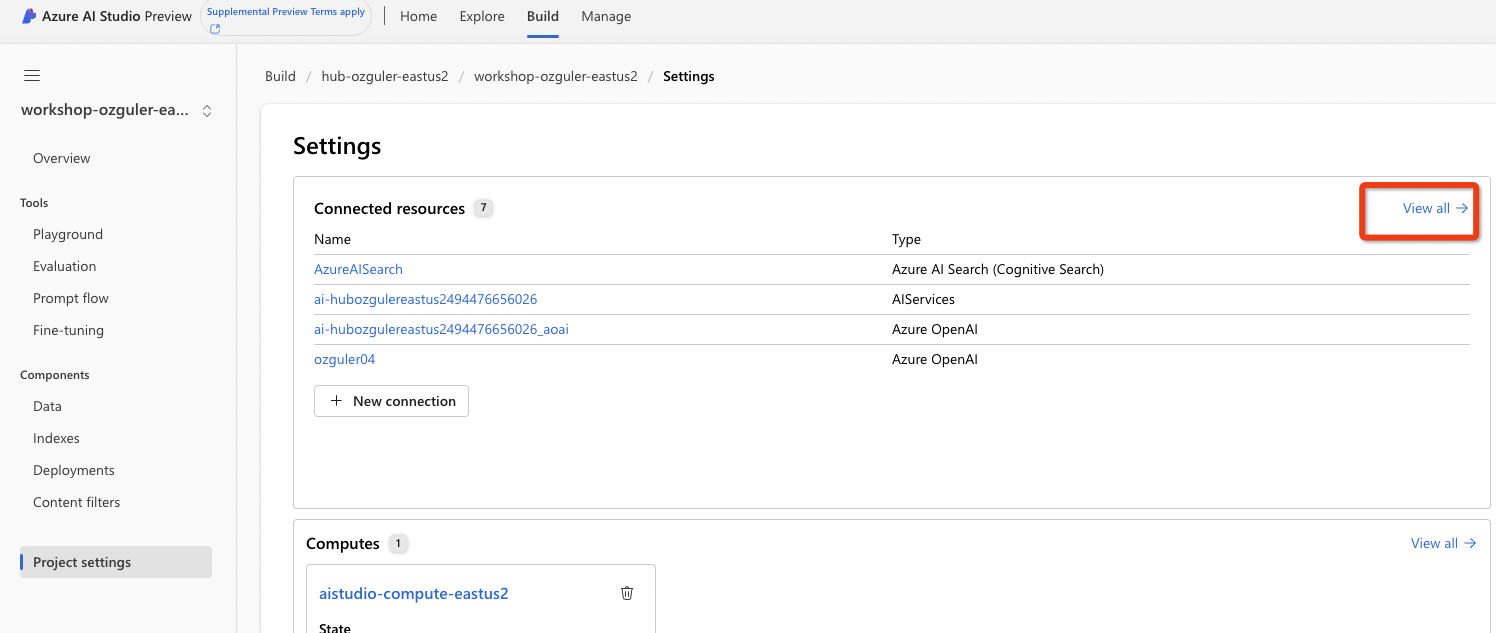 Azure AI Studio Preview
Supplemental Preview Terms apply
Home
Explore
Build
Manage
workshop-ozguler-ea...
Overview
Tools
Playground
Evaluation
Prompt flow
Fine-tuning
Components
Data
Indexes
Deployments
Content filters
Project settings
Build / hub-ozguler-eastus2 / workshop-ozguler-eastus2 / Settings
Settings
Connected resources 7
View all →
Name Type
AzureAISearch Azure AI Search (Cognitive Search)
ai-hubozgulereastus2494476656026 AIServices
ai-hubozgulereastus2494476656026_aoai Azure OpenAI
ozguler04 Azure OpenAI
+ New connection
Computes 1
View all →
aistudio-compute-eastus2
State